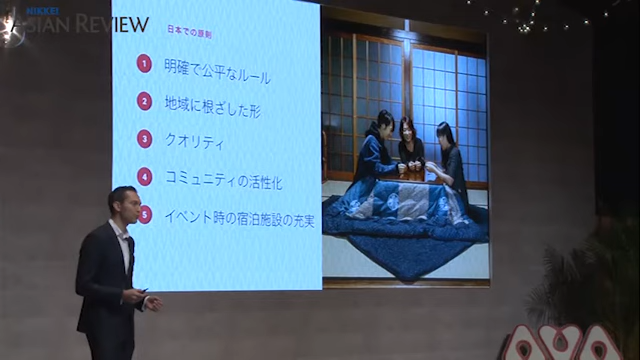 NIKKEI
ASIAN REVIEW
日本での原則
1 明確で公平なルール
2 地域に根ざした形
3 クオリティ
4 コミュニティの活性化
5 イベント時の宿泊施設の充実